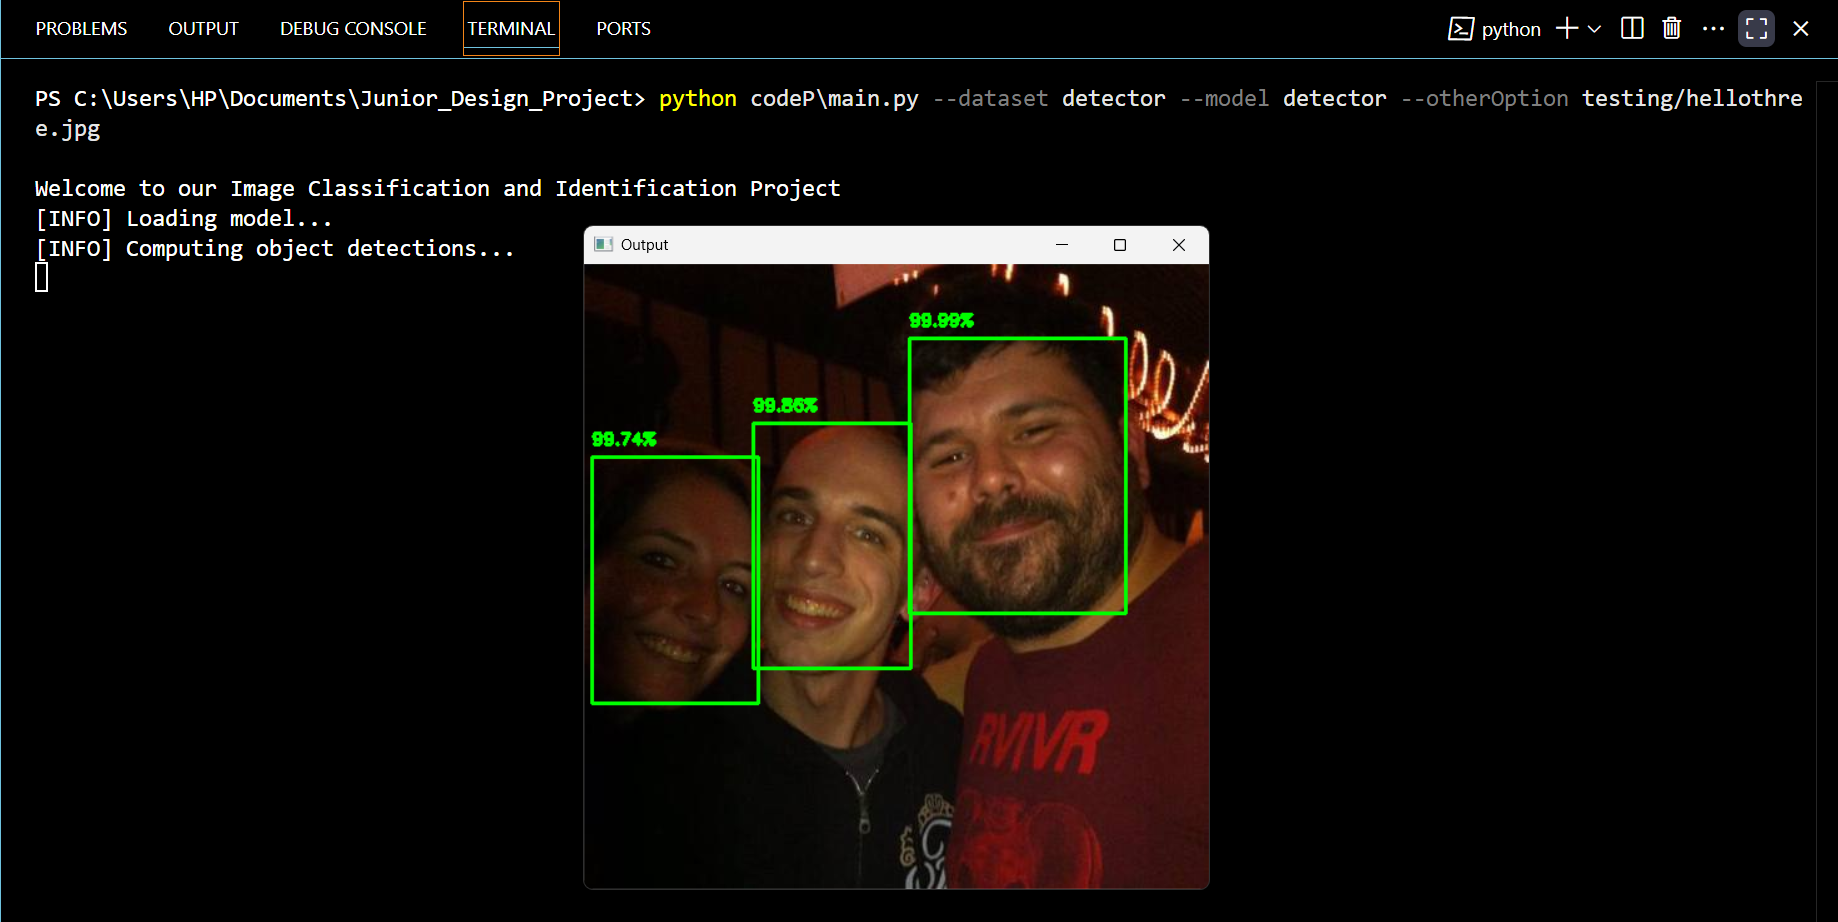 PROBLEMS OUTPUT DEBUG CONSOLE TERMINAL PORTS python
PS C:\Users\HP\Documents\Junior_Design_Project> python codeP\main.py --dataset detector --model detector --otherOption testing/hellothre
e.jpg
Welcome to our Image Classification and Identification Project
[INFO] Loading model...
[INFO] Computing object detections...
Output
99.99%
99.86%
99.74%
RVIVR